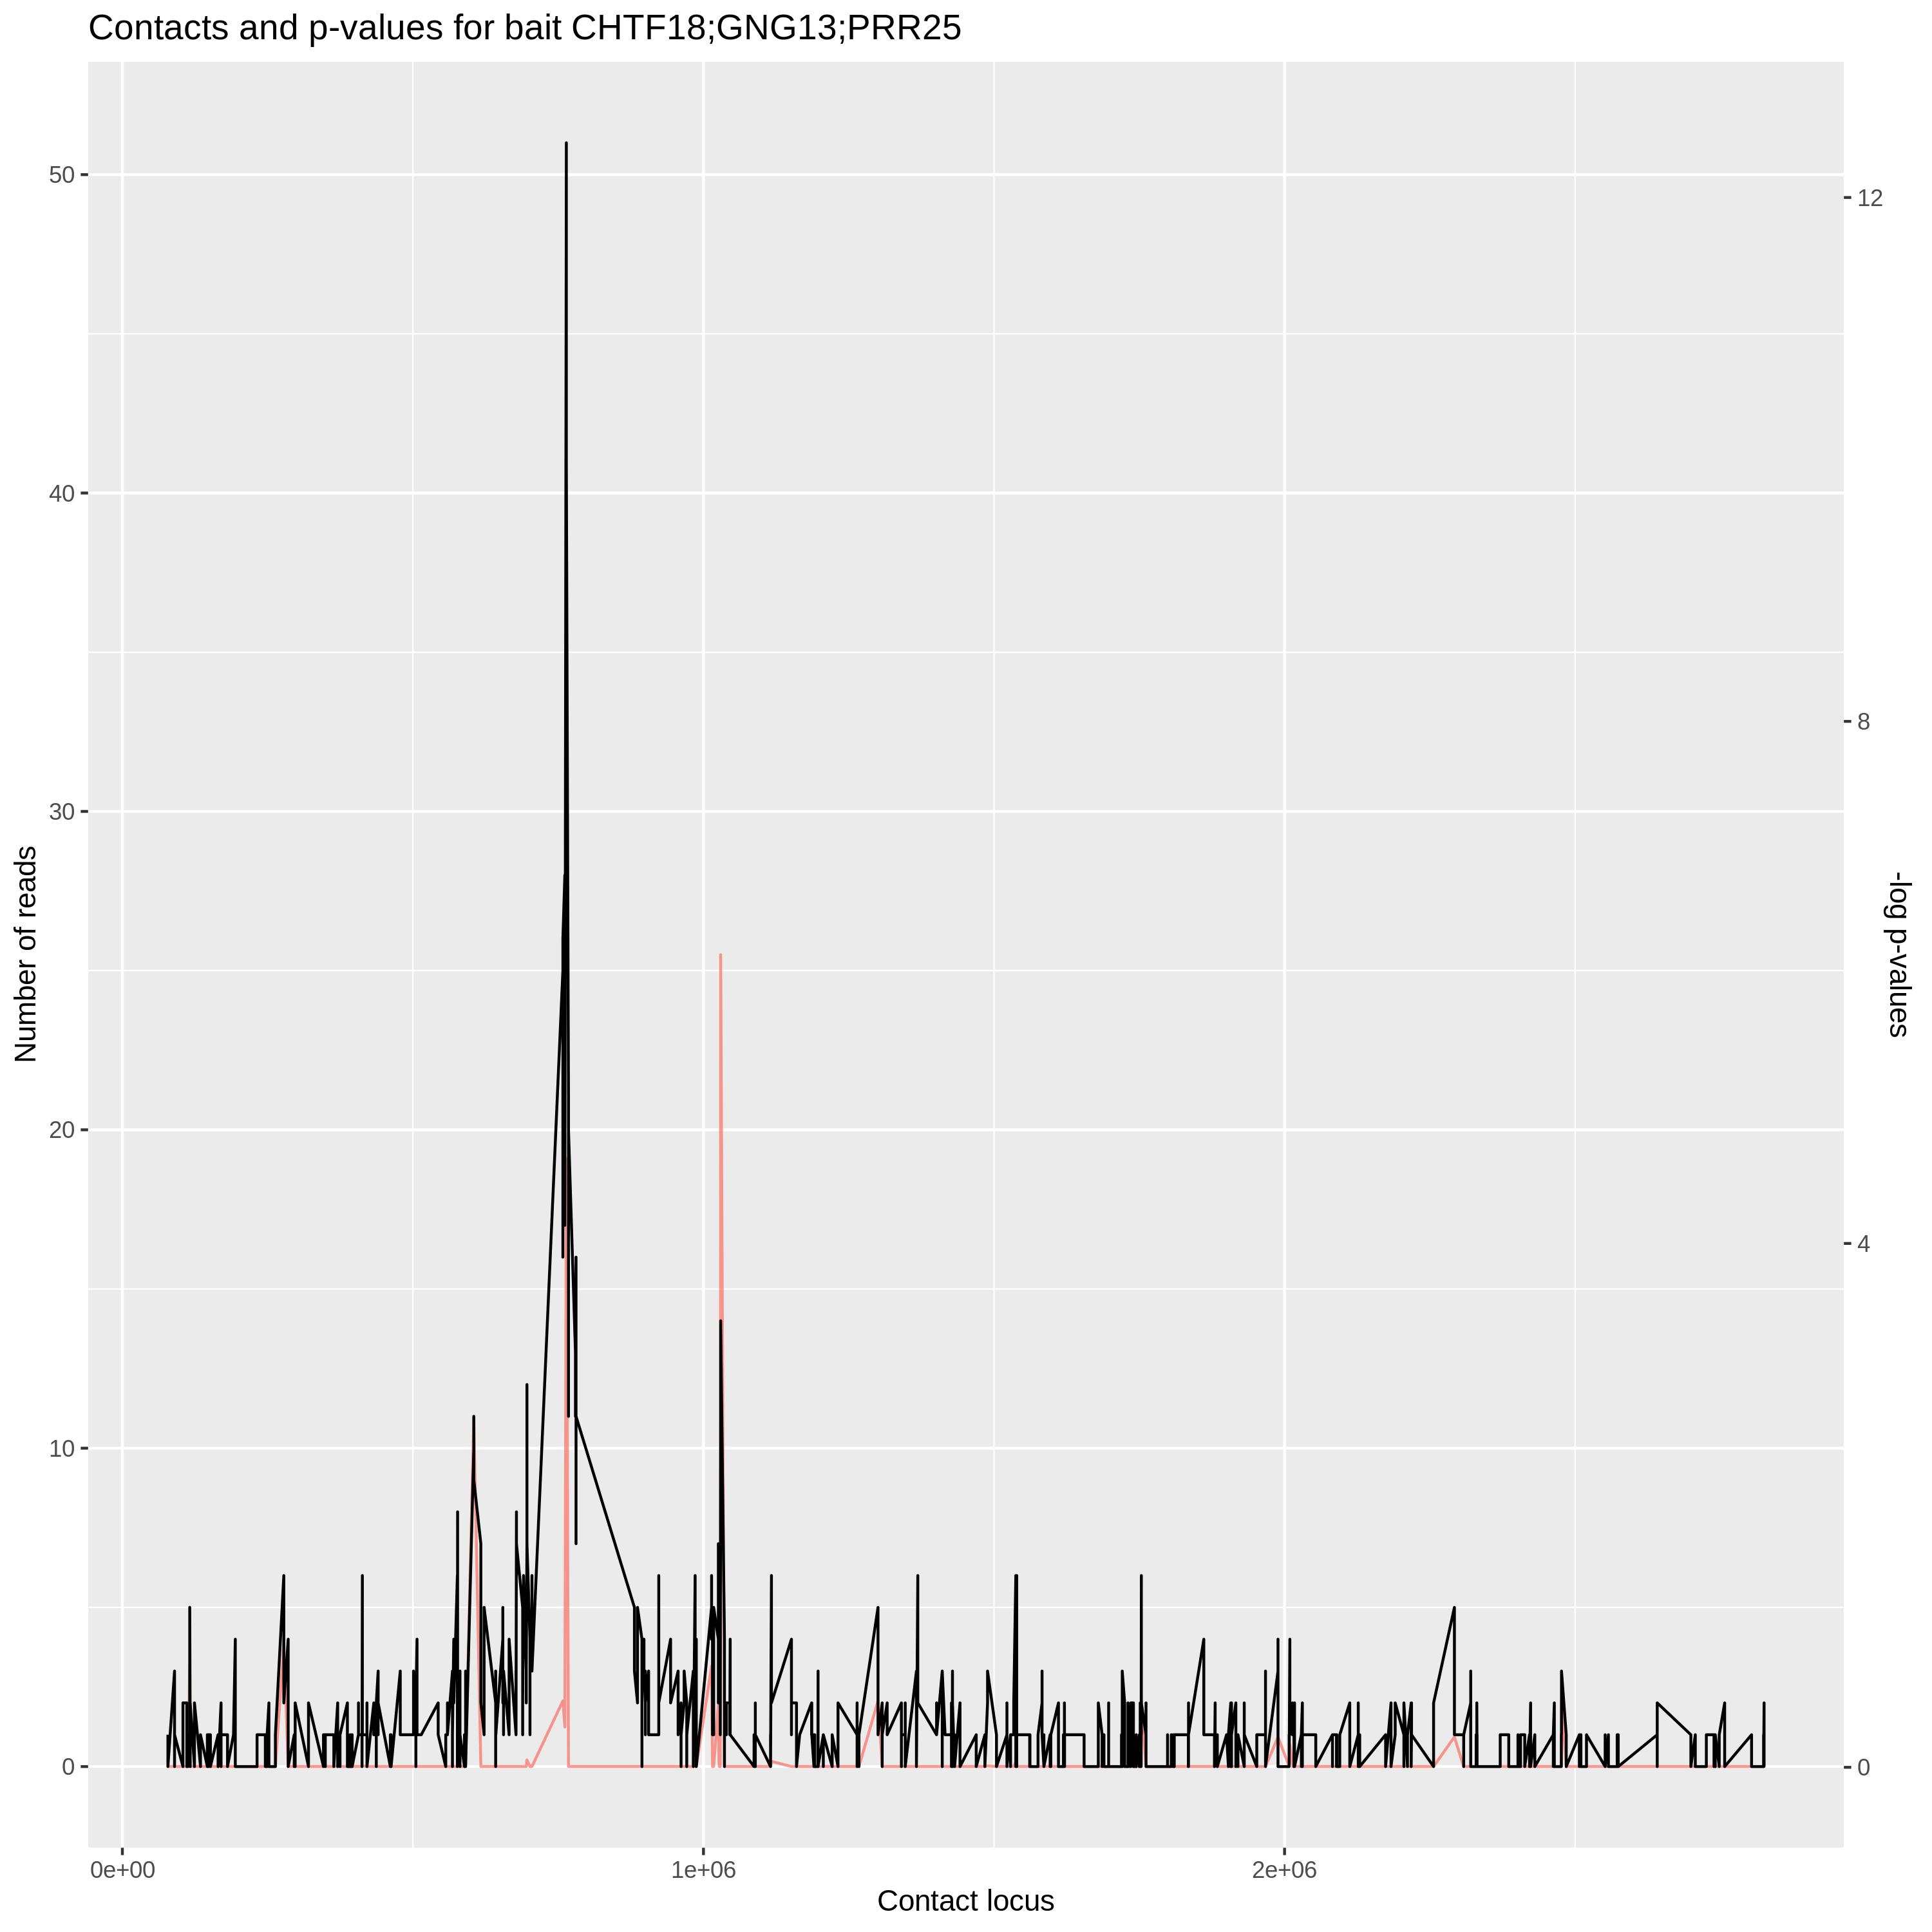 Contacts and p-values for bait CHTF18;GNG13;PRR25
50
40
30
20
10
0
12
8
4
0
Number of reads
-log p-values
0e+00
1e+06
2e+06
Contact locus